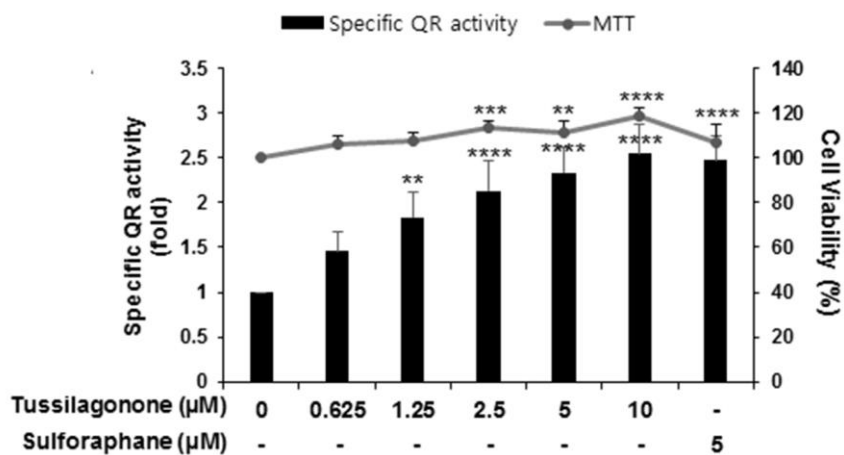 Specific QR activity MTT
Specific QR activity
(fold)
3.5
3
2.5
2
1.5
1
0.5
0
140
120
100
80
60
40
20
0
Cell Viability (%)
*** ** **** ****
** **** **** ****
Tussilagonone (μM) 0 0.625 1.25 2.5 5 10 -
Sulforaphane (μM) - - - - - - 5